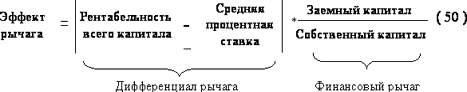 Эффект рычага = Рентабельность всего капитала - Средняя процентная ставка * Заемный капитал / Собственный капитал (50)
Дифференциал рычага
Финансовый рычаг